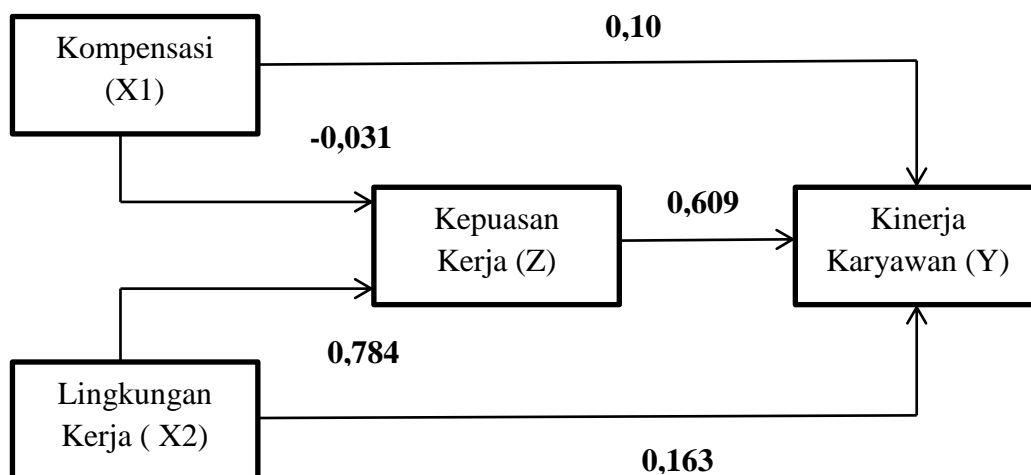 0,10
Kompensasi
(X1)
-0,031
Kepuasan
Kerja (Z)
0,609
Kinerja
Karyawan (Y)
0,784
Lingkungan
Kerja ( X2)
0,163